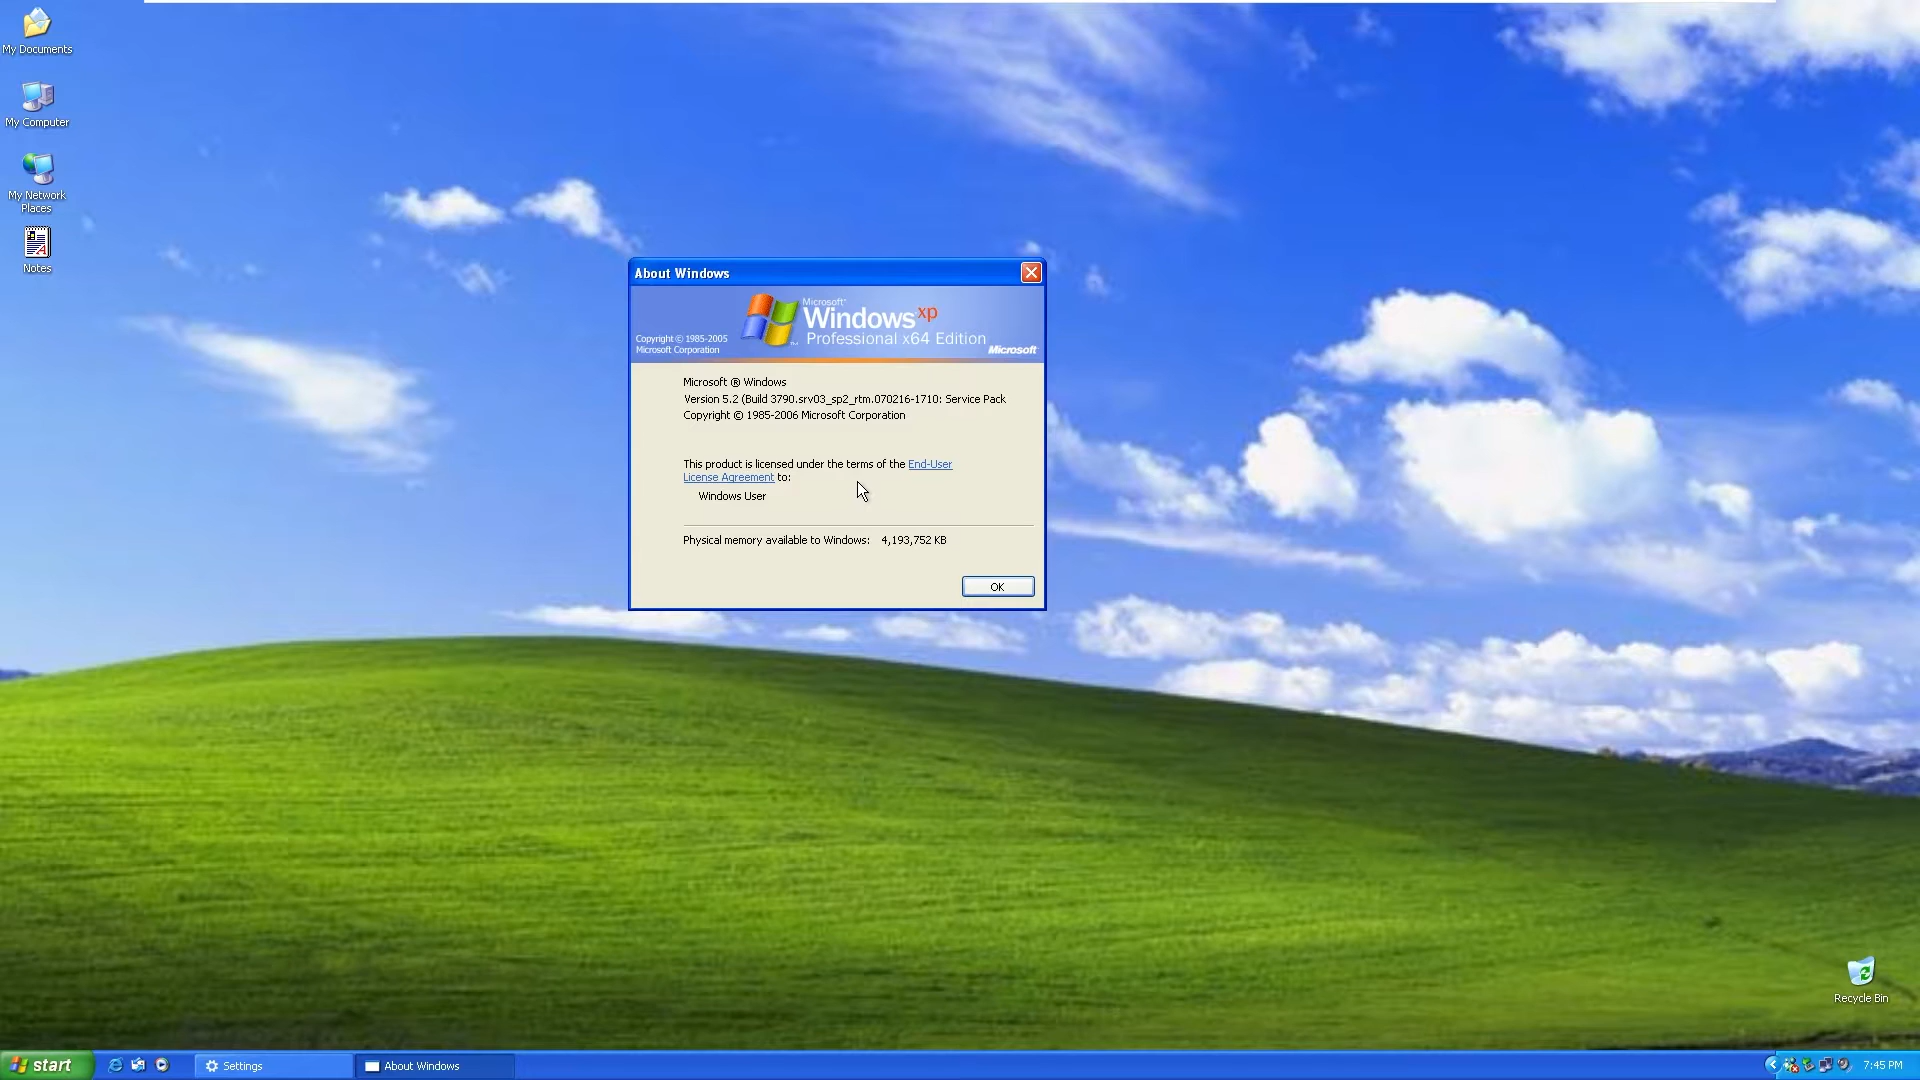 My Documents
My Computer
My Network
Places
Notes
About Windows
Microsoft®
Windows xp
Professional x64 Edition
Copyright © 1985-2005
Microsoft Corporation
Microsoft
Microsoft ® Windows
Version 5.2 (Build 3790.srv03_sp2_rtm.070216-1710: Service Pack
Copyright © 1985-2006 Microsoft Corporation
This product is licensed under the terms of the End-User
License Agreement to:
Windows User
Physical memory available to Windows: 4,193,752 KB
OK
Recycle Bin
start
Settings
About Windows
7:45 PM